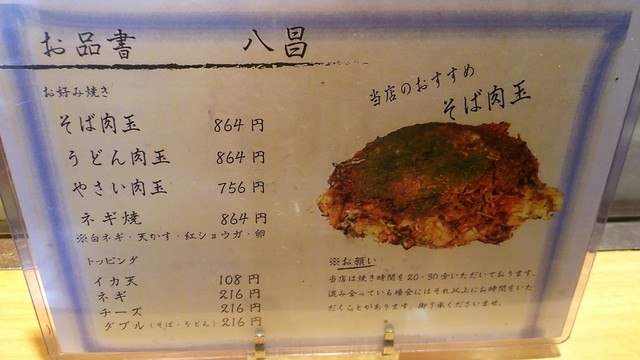 お品書 八昌
お好み焼き
そば肉玉 864円
うどん肉玉 864円
やさい肉玉 756円
ネギ焼 864円
※白ネギ・天かす・紅ショウガ・卵
トッピング
イカ天 108円
ネギ 216円
チーズ 216円
ダブル(そば・うどん) 216円
当店のおすすめ
そば肉玉
※お願い
当店は焼き時間を20-30分いただいております。
混み合っている場合にはそれ以上にお時間をいた
だくことがあります。御了承くださいませ。